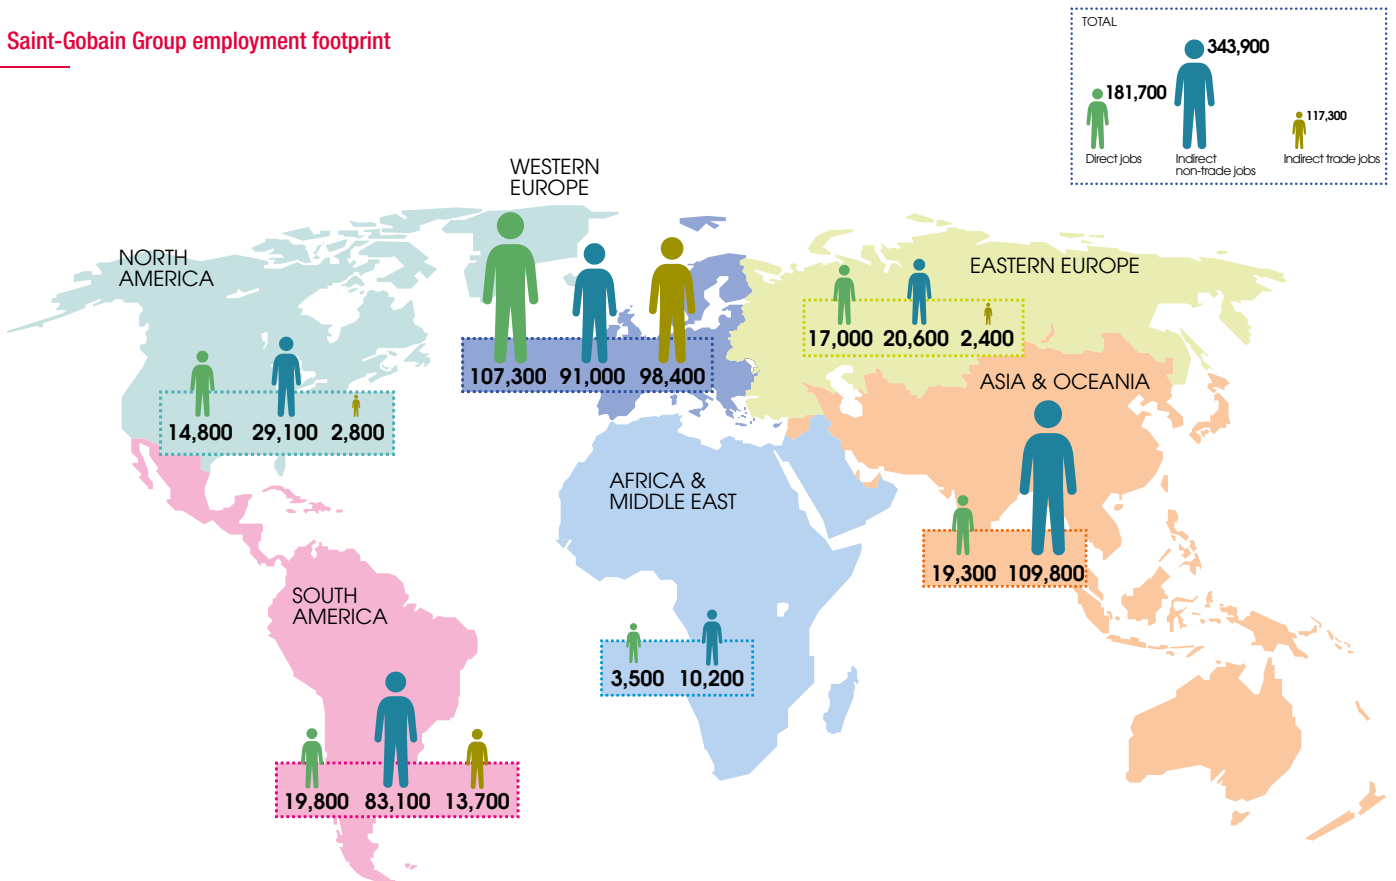 Saint-Gobain Group employment footprint
TOTAL
343,900
181,700
117,300
Direct jobs
Indirect
non-trade jobs
Indirect trade jobs
WESTERN
EUROPE
107,300 91,000 98,400
NORTH
AMERICA
14,800 29,100 2,800
EASTERN EUROPE
17,000 20,600 2,400
ASIA & OCEANIA
19,300 109,800
AFRICA &
MIDDLE EAST
3,500 10,200
SOUTH
AMERICA
19,800 83,100 13,700